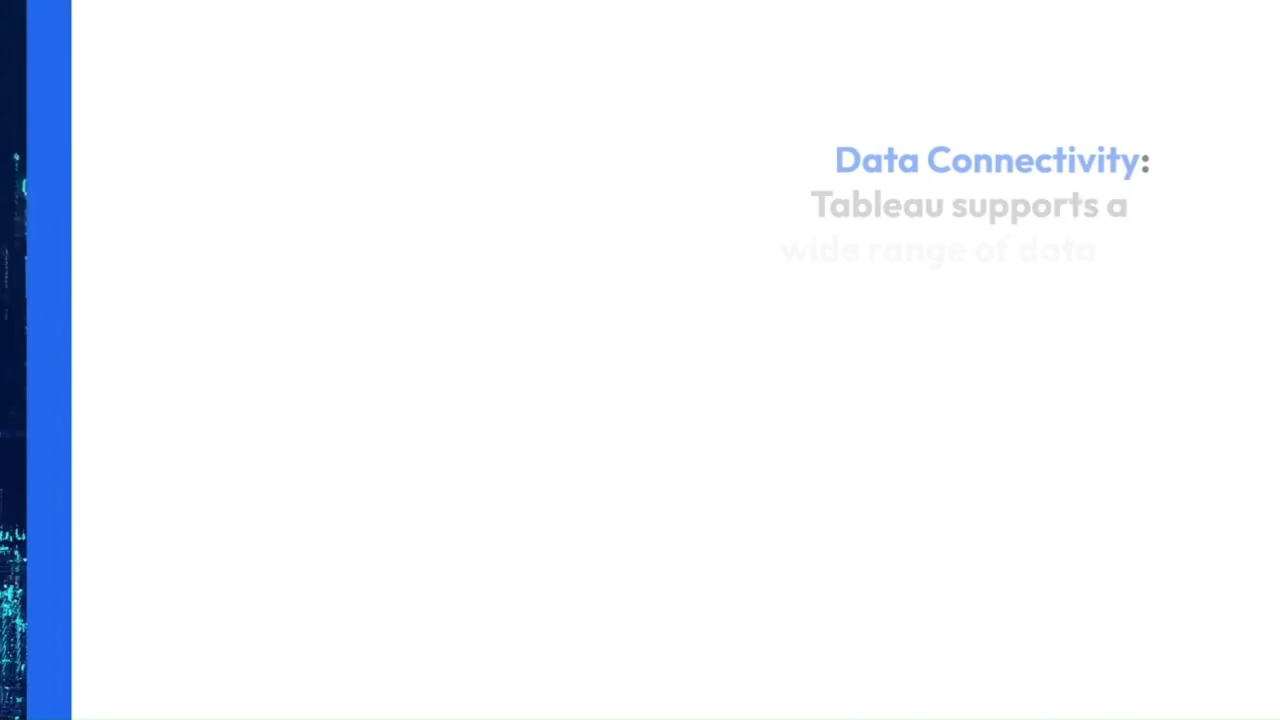 Data Connectivity:
Tableau supports a
wide range of data